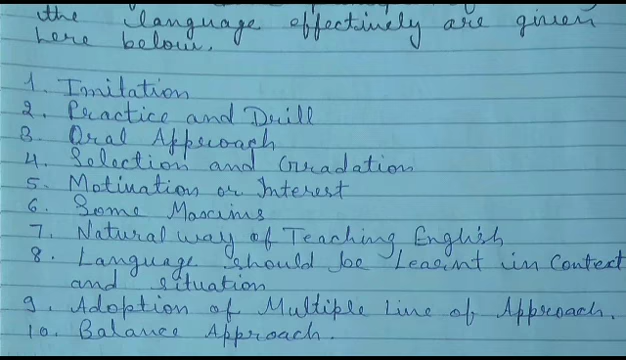 the language effectively are given
here below.
1. Imitation
2. Practice and Drill
3. Oral Approach
4. Selection and Gradation
5. Motivation or Interest
6. Some Maxims
7. Natural way of Teaching English
8. Language should be Learnt in Context
and situation
9. Adoption of Multiple Line of Approach.
10. Balance Approach.